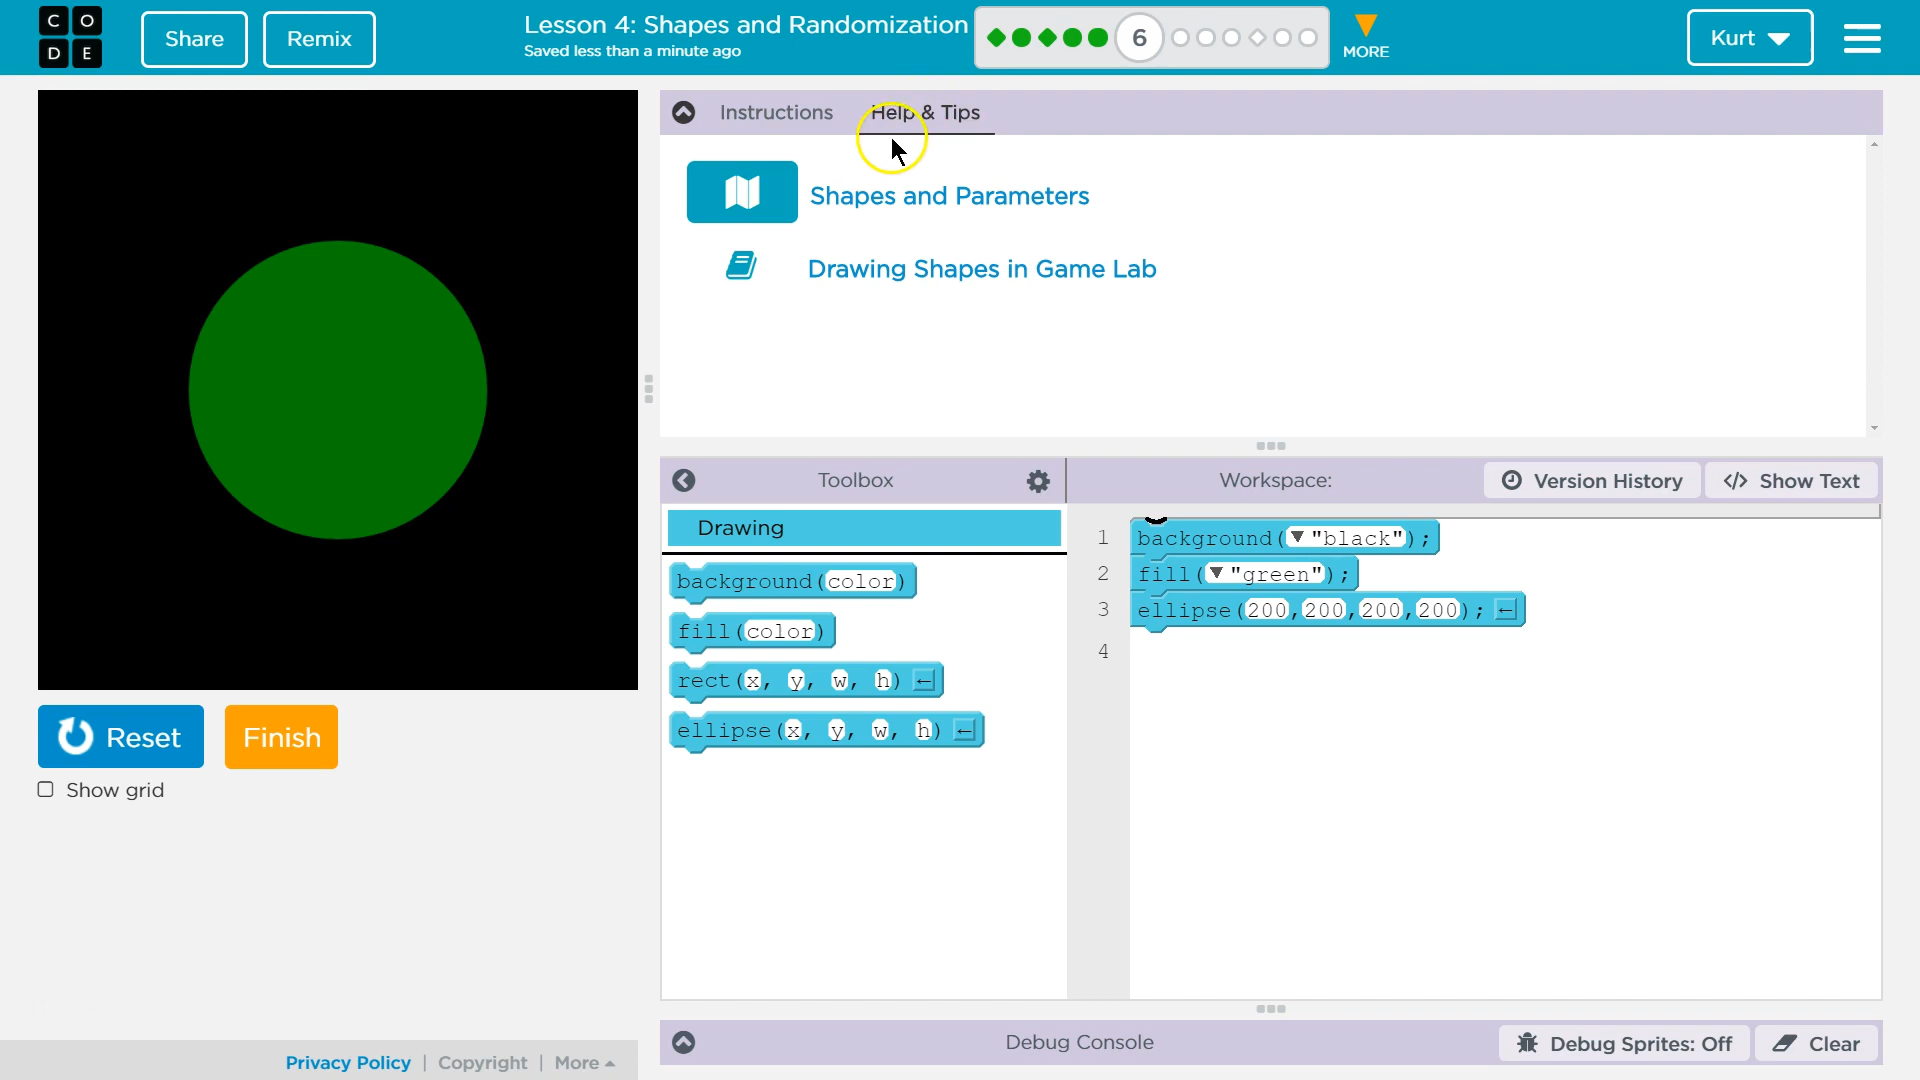 C O
D E
Share
Remix
Lesson 4: Shapes and Randomization
Saved less than a minute ago
6
MORE
Kurt
Instructions
Help & Tips
Shapes and Parameters
Drawing Shapes in Game Lab
Toolbox
Workspace:
Version History
</> Show Text
Drawing
background(color)
fill(color)
rect(x, y, w, h) ←
ellipse(x, y, w, h) ←
1 background(▼"black");
2 fill(▼"green");
3 ellipse(200,200,200,200); ←
4
Reset
Finish
Show grid
Debug Console
Debug Sprites: Off
Clear
Privacy Policy | Copyright | More